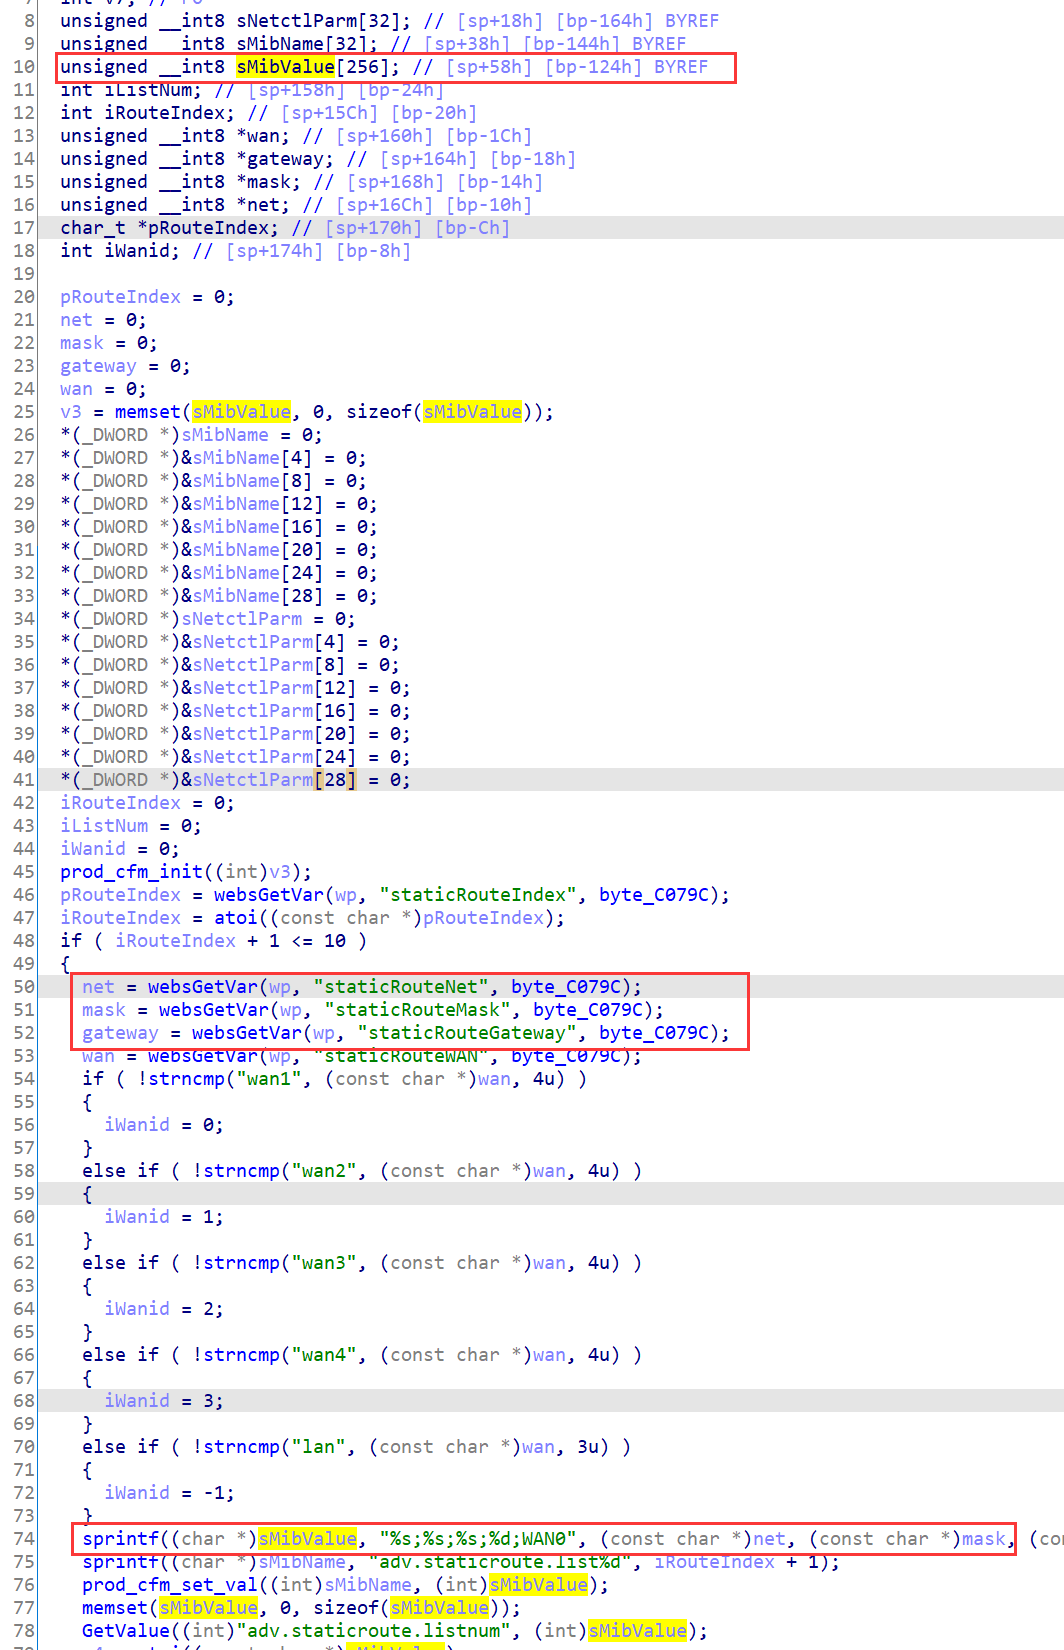 8 unsigned __int8 sNetctlParm[32]; // [sp+18h] [bp-164h] BYREF
9 unsigned __int8 sMibName[32]; // [sp+38h] [bp-144h] BYREF
10 unsigned __int8 sMibValue[256]; // [sp+58h] [bp-124h] BYREF
11 int iListNum; // [sp+158h] [bp-24h]
12 int iRouteIndex; // [sp+15Ch] [bp-20h]
13 unsigned __int8 *wan; // [sp+160h] [bp-1Ch]
14 unsigned __int8 *gateway; // [sp+164h] [bp-18h]
15 unsigned __int8 *mask; // [sp+168h] [bp-14h]
16 unsigned __int8 *net; // [sp+16Ch] [bp-10h]
17 char_t *pRouteIndex; // [sp+170h] [bp-Ch]
18 int iWanid; // [sp+174h] [bp-8h]
19
20 pRouteIndex = 0;
21 net = 0;
22 mask = 0;
23 gateway = 0;
24 wan = 0;
25 v3 = memset(sMibValue, 0, sizeof(sMibValue));
26 *(_DWORD *)sMibName = 0;
27 *(_DWORD *)&sMibName[4] = 0;
28 *(_DWORD *)&sMibName[8] = 0;
29 *(_DWORD *)&sMibName[12] = 0;
30 *(_DWORD *)&sMibName[16] = 0;
31 *(_DWORD *)&sMibName[20] = 0;
32 *(_DWORD *)&sMibName[24] = 0;
33 *(_DWORD *)&sMibName[28] = 0;
34 *(_DWORD *)sNetctlParm = 0;
35 *(_DWORD *)&sNetctlParm[4] = 0;
36 *(_DWORD *)&sNetctlParm[8] = 0;
37 *(_DWORD *)&sNetctlParm[12] = 0;
38 *(_DWORD *)&sNetctlParm[16] = 0;
39 *(_DWORD *)&sNetctlParm[20] = 0;
40 *(_DWORD *)&sNetctlParm[24] = 0;
41 *(_DWORD *)&sNetctlParm[28] = 0;
42 iRouteIndex = 0;
43 iListNum = 0;
44 iWanid = 0;
45 prod_cfm_init((int)v3);
46 pRouteIndex = websGetVar(wp, "staticRouteIndex", byte_C079C);
47 iRouteIndex = atoi((const char *)pRouteIndex);
48 if ( iRouteIndex + 1 <= 10 )
49 {
50 net = websGetVar(wp, "staticRouteNet", byte_C079C);
51 mask = websGetVar(wp, "staticRouteMask", byte_C079C);
52 gateway = websGetVar(wp, "staticRouteGateway", byte_C079C);
53 wan = websGetVar(wp, "staticRouteWAN", byte_C079C);
54 if ( !strncmp("wan1", (const char *)wan, 4u) )
55 {
56 iWanid = 0;
57 }
58 else if ( !strncmp("wan2", (const char *)wan, 4u) )
59 {
60 iWanid = 1;
61 }
62 else if ( !strncmp("wan3", (const char *)wan, 4u) )
63 {
64 iWanid = 2;
65 }
66 else if ( !strncmp("wan4", (const char *)wan, 4u) )
67 {
68 iWanid = 3;
69 }
70 else if ( !strncmp("lan", (const char *)wan, 3u) )
71 {
72 iWanid = -1;
73 }
74 sprintf((char *)sMibValue, "%s;%s;%s;%d;WAN0", (const char *)net, (const char *)mask, (co
75 sprintf((char *)sMibName, "adv.staticroute.list%d", iRouteIndex + 1);
76 prod_cfm_set_val((int)sMibName, (int)sMibValue);
77 memset(sMibValue, 0, sizeof(sMibValue));
78 GetValue((int)"adv.staticroute.listnum", (int)sMibValue);